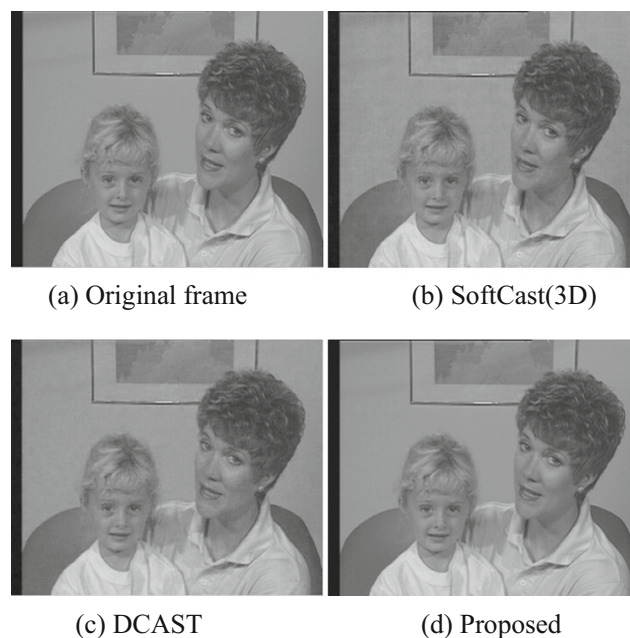 (a) Original frame
(b) SoftCast(3D)
(c) DCAST
(d) Proposed